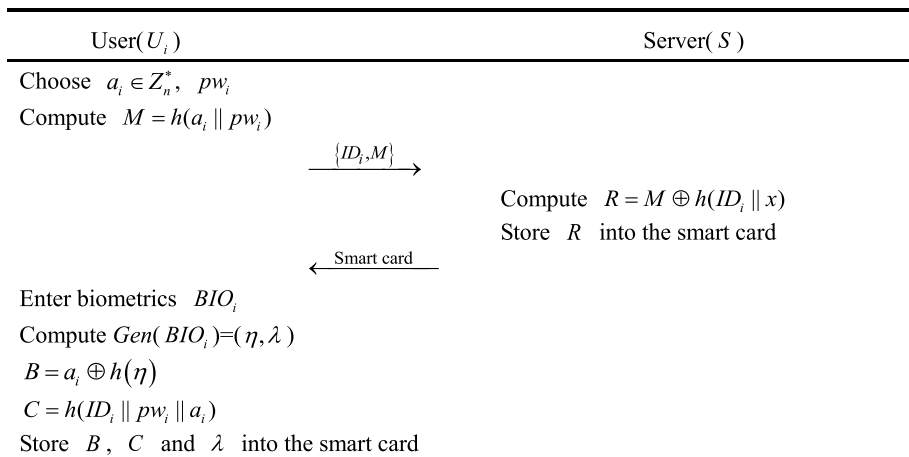 User(U_i) Server(S)
Choose a_i ∈ Z_n^*, pw_i
Compute M = h(a_i || pw_i)
{ID_i, M}
Compute R = M ⊕ h(ID_i || x)
Store R into the smart card
Smart card
Enter biometrics BIO_i
Compute Gen(BIO_i)=(η, λ)
B = a_i ⊕ h(η)
C = h(ID_i || pw_i || a_i)
Store B, C and λ into the smart card